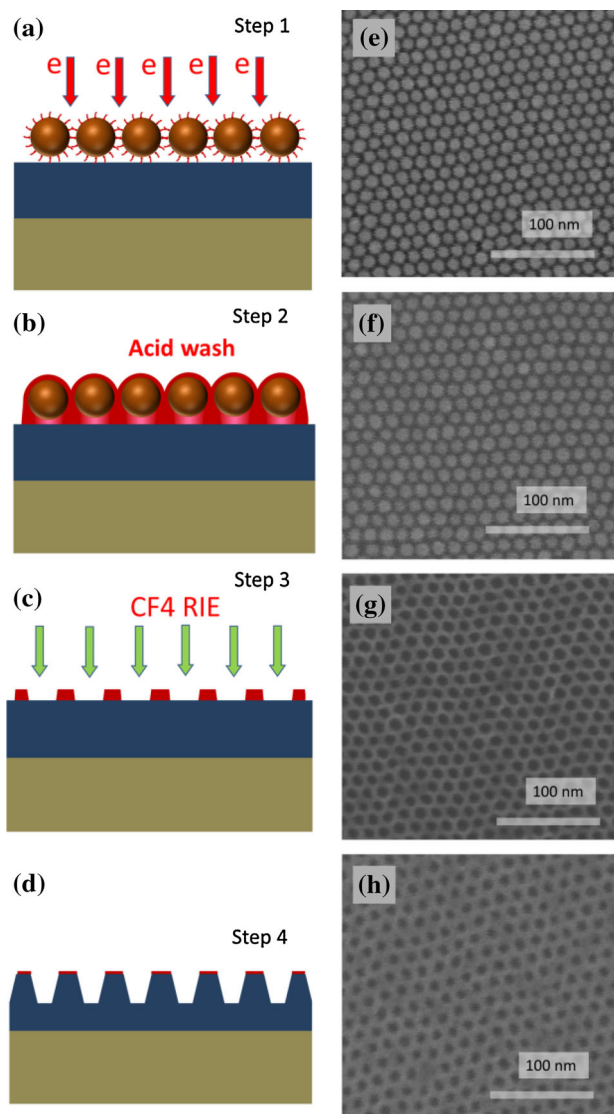 (a)
Step 1
e e e e e
(b)
Step 2
Acid wash
(c)
Step 3
CF4 RIE
(d)
Step 4
(e)
100 nm
(f)
100 nm
(g)
100 nm
(h)
100 nm